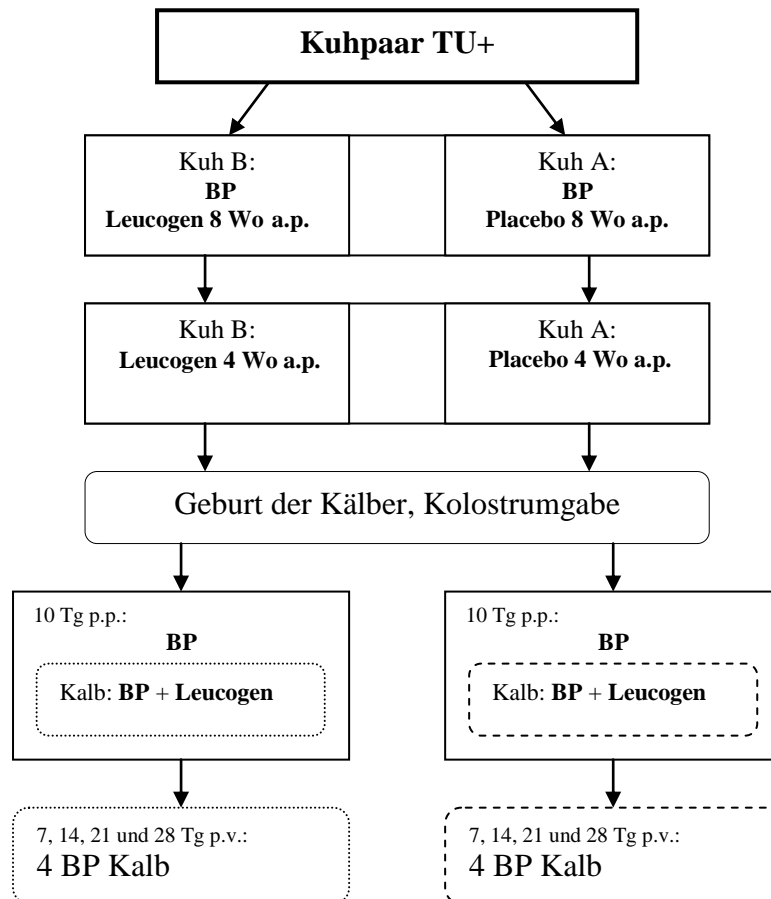 Kuhpaar TU+
Kuh B:
BP
Leucogen 8 Wo a.p.
Kuh A:
BP
Placebo 8 Wo a.p.
Kuh B:
Leucogen 4 Wo a.p.
Kuh A:
Placebo 4 Wo a.p.
Geburt der Kälber, Kolostrumgabe
10 Tg p.p.:
BP
Kalb: BP + Leucogen
10 Tg p.p.:
BP
Kalb: BP + Leucogen
7, 14, 21 und 28 Tg p.v.:
4 BP Kalb
7, 14, 21 und 28 Tg p.v.:
4 BP Kalb